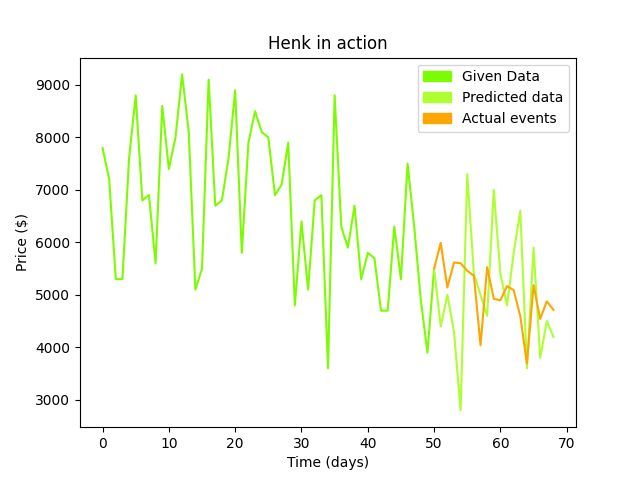 Henk in action
Given Data
Predicted data
Actual events
9000
8000
7000
6000
5000
4000
3000
Price ($)
0 10 20 30 40 50 60 70
Time (days)